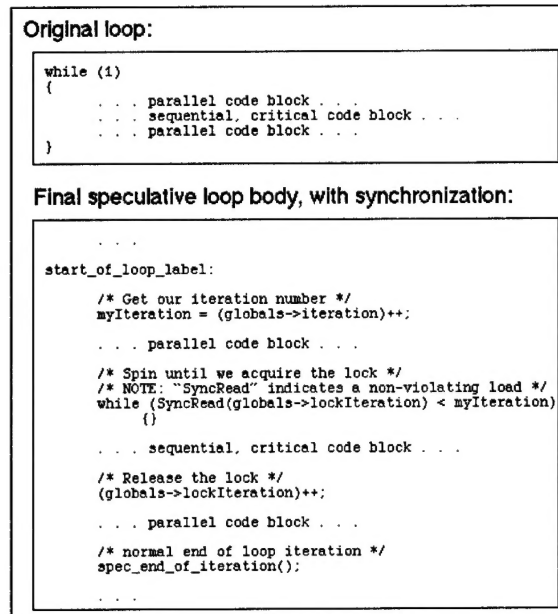 Original loop:
while (1)
{
. . . parallel code block . . .
. . . sequential, critical code block . . .
. . . parallel code block . . .
}
Final speculative loop body, with synchronization:
. . .
start_of_loop_label:
/* Get our iteration number */
myIteration = (globals->iteration)++;
. . . parallel code block . . .
/* Spin until we acquire the lock */
/* NOTE: "SyncRead" indicates a non-violating load */
while (SyncRead(globals->lockIteration) < myIteration)
{}
. . . sequential, critical code block . . .
/* Release the lock */
(globals->lockIteration)++;
. . . parallel code block . . .
/* normal end of loop iteration */
spec_end_of_iteration();
. . .